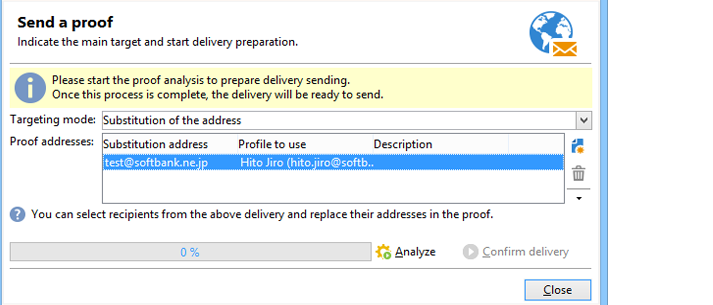 Send a proof
Indicate the main target and start delivery preparation.
Please start the proof analysis to prepare delivery sending.
Once this process is complete, the delivery will be ready to send.
Targeting mode: Substitution of the address
Proof addresses: Substitution address Profile to use Description
test@softbank.ne.jp Hito Jiro (hito.jiro@softb..
You can select recipients from the above delivery and replace their addresses in the proof.
0 % Analyze Confirm delivery
Close